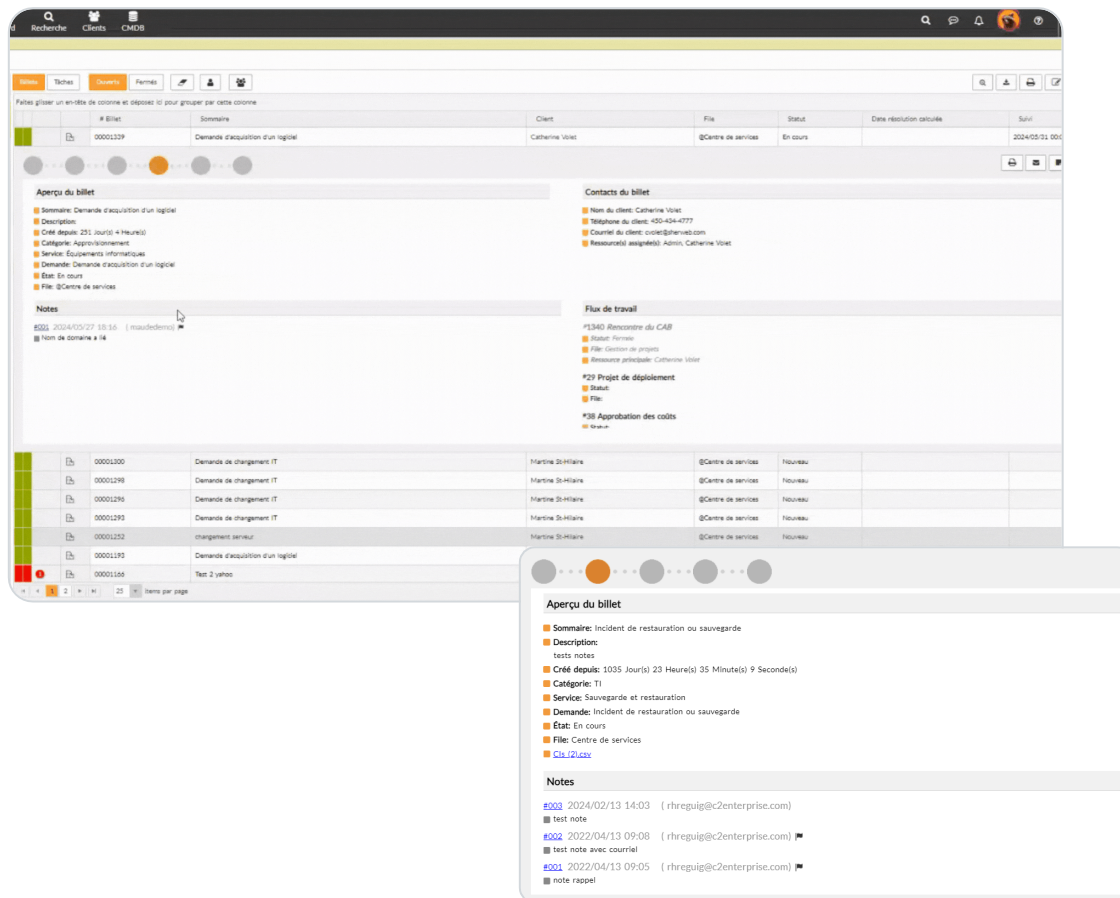 d Recherche Clients CMDB
Billets Tâches Ouverts Fermés
Faites glisser un en-tête de colonne et déposez ici pour grouper par cette colonne
# Billet Sommaire Client File Statut Date résolution calculée Suivi
00001339 Demande d'acquisition d'un logiciel Catherine Volet @Centre de services En cours 2024/05/31 00:0
Aperçu du billet
Sommaire: Demande d'acquisition d'un logiciel
Description:
Créé depuis: 251 Jour(s) 4 Heure(s)
Catégorie: Approvisionnement
Service: Équipements informatiques
Demande: Demande d'acquisition d'un logiciel
État: En cours
File: @Centre de services
Contacts du billet
Nom du client: Catherine Volet
Téléphone du client: 450-434-4777
Courriel du client: cvolet@sherweb.com
Ressource(s) assignée(s): Admin, Catherine Volet
Notes
#001 2024/05/27 18:16 ( maudedemo)
Nom de domaine a lié
Flux de travail
#1340 Rencontre du CAB
Statut: Fermée
File: Gestion de projets
Ressource principale: Catherine Volet
#29 Projet de déploiement
Statut:
File:
#38 Approbation des coûts
Statut:
00001300 Demande de changement IT Martine St-Hilaire @Centre de services Nouveau
00001298 Demande de changement IT Martine St-Hilaire @Centre de services Nouveau
00001296 Demande de changement IT Martine St-Hilaire @Centre de services Nouveau
00001293 Demande de changement IT Martine St-Hilaire @Centre de services Nouveau
00001252 changement serveur Martine St-Hilaire @Centre de services Nouveau
00001193 Demande d'acquisition d'un logiciel
00001166 Test 2 yahoo
1 2 25 items par page
Aperçu du billet
Sommaire: Incident de restauration ou sauvegarde
Description:
tests notes
Créé depuis: 1035 Jour(s) 23 Heure(s) 35 Minute(s) 9 Seconde(s)
Catégorie: TI
Service: Sauvegarde et restauration
Demande: Incident de restauration ou sauvegarde
État: En cours
File: Centre de services
CIs (2).csv
Notes
#003 2024/02/13 14:03 ( rhreguig@c2enterprise.com)
test note
#002 2022/04/13 09:08 ( rhreguig@c2enterprise.com)
test note avec courriel
#001 2022/04/13 09:05 ( rhreguig@c2enterprise.com)
note rappel